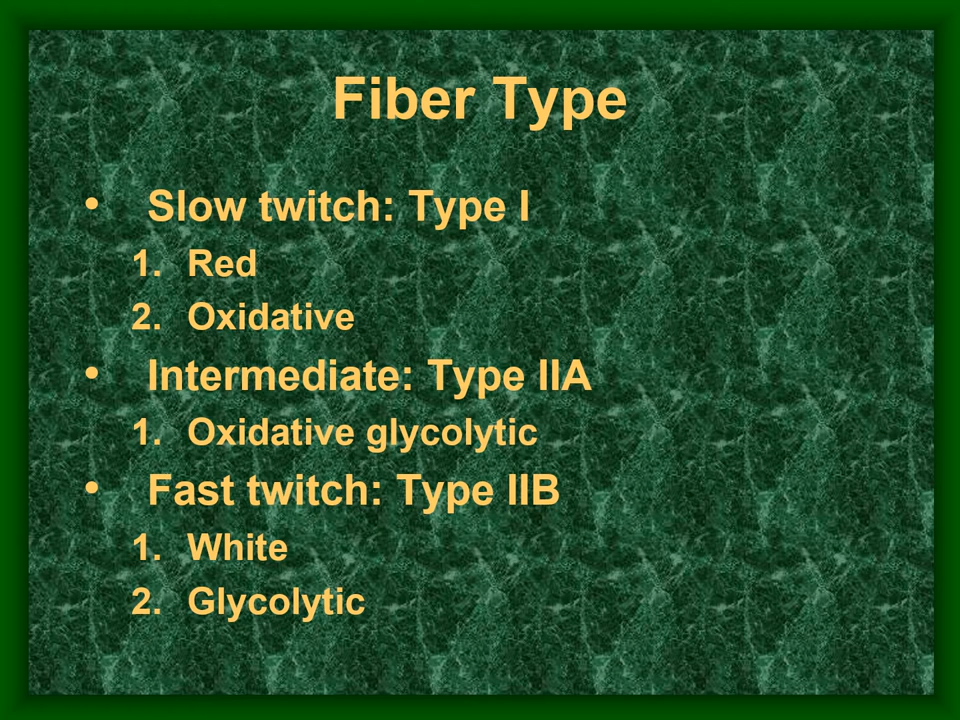 Fiber Type
• Slow twitch: Type I
1. Red
2. Oxidative
• Intermediate: Type IIA
1. Oxidative glycolytic
• Fast twitch: Type IIB
1. White
2. Glycolytic